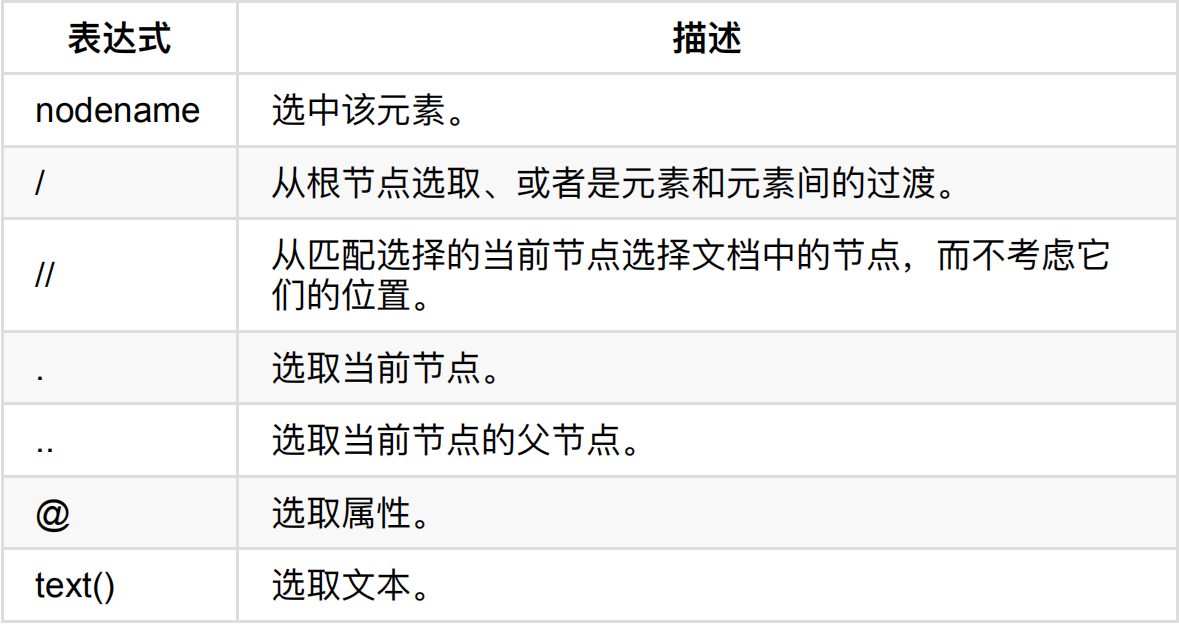 表达式 描述
nodename 选中该元素。
/ 从根节点选取、或者是元素和元素间的过渡。
// 从匹配选择的当前节点选择文档中的节点，而不考虑它
们的位置。
. 选取当前节点。
.. 选取当前节点的父节点。
@ 选取属性。
text() 选取文本。